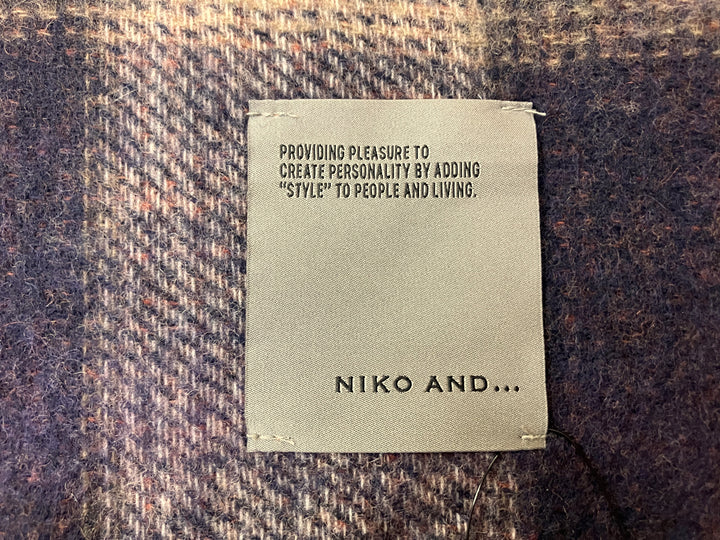 PROVIDING PLEASURE TO
CREATE PERSONALITY BY ADDING
“STYLE” TO PEOPLE AND LIVING.
NIKO AND...